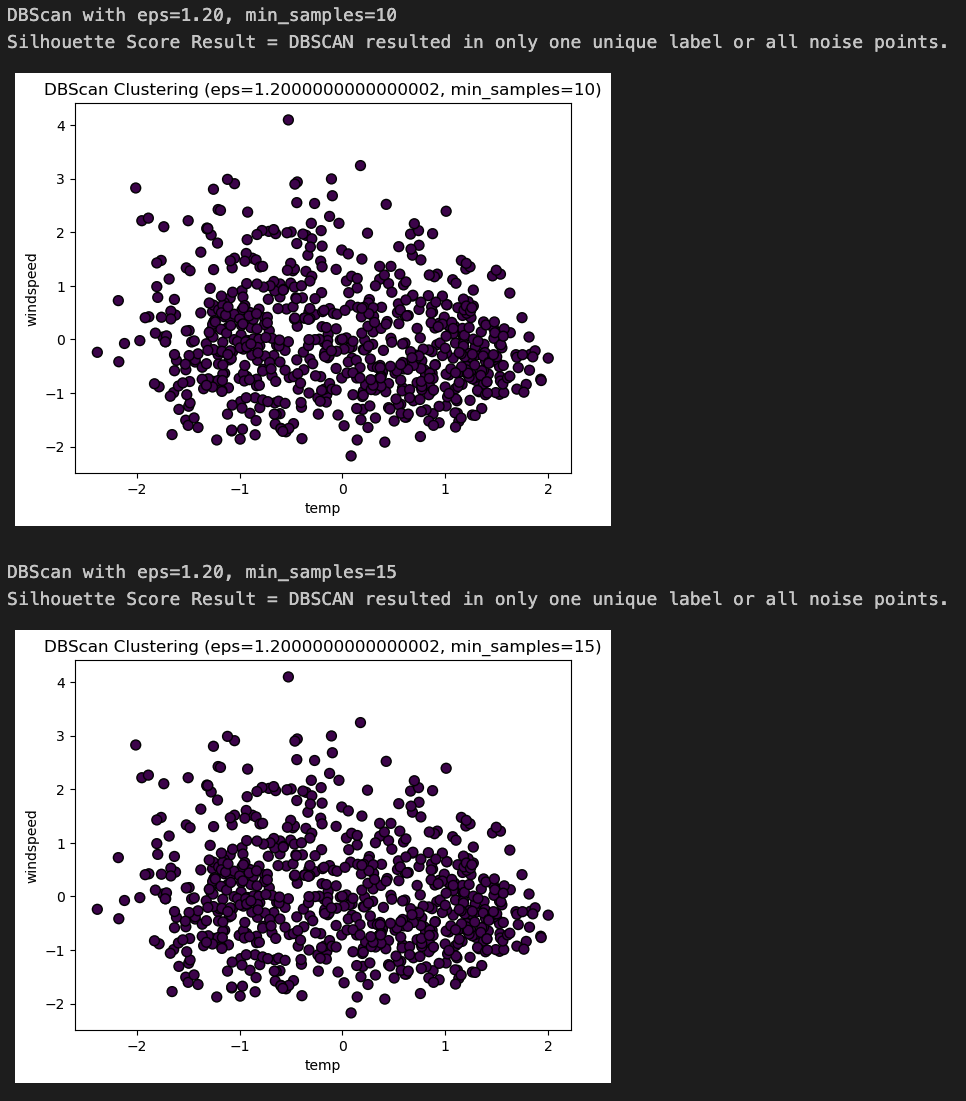 DBScan with eps=1.20, min_samples=10
Silhouette Score Result = DBSCAN resulted in only one unique label or all noise points.
DBScan Clustering (eps=1.2000000000000002, min_samples=10)
4
3
2
1
0
−1
−2
windspeed
−2 −1 0 1 2
temp
DBScan with eps=1.20, min_samples=15
Silhouette Score Result = DBSCAN resulted in only one unique label or all noise points.
DBScan Clustering (eps=1.2000000000000002, min_samples=15)
4
3
2
1
0
−1
−2
windspeed
−2 −1 0 1 2
temp